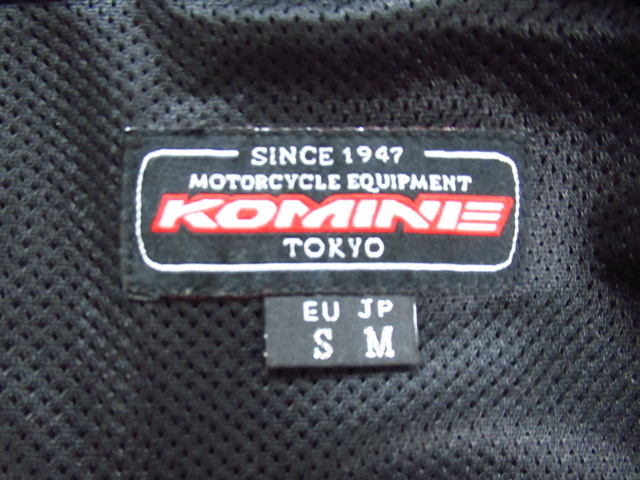 SINCE 1947
MOTORCYCLE EQUIPMENT
KOMINE
TOKYO
EU JP
S M